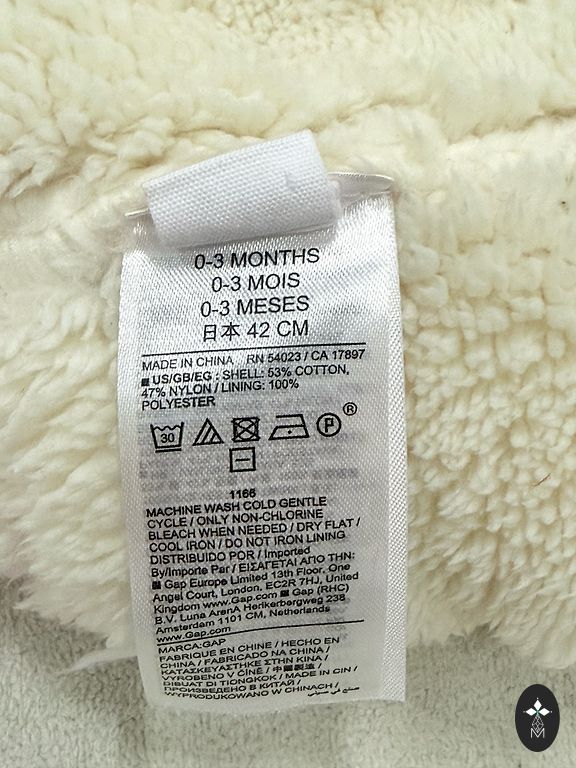 0-3 MONTHS
0-3 MOIS
0-3 MESES
日本 42 CM
MADE IN CHINA RN 54023 / CA 17897
US/GB/EG : SHELL: 53% COTTON,
47% NYLON / LINING: 100%
POLYESTER
30 P ®
1166
MACHINE WASH COLD GENTLE
CYCLE / ONLY NON-CHLORINE
BLEACH WHEN NEEDED / DRY FLAT /
COOL IRON / DO NOT IRON LINING
DISTRIBUIDO POR / Imported
By/Importe Par / ΕΙΣΑΓΕΤΑΙ ΑΠΟ ΤΗΝ:
Gap Europe Limited 13th Floor, One
Angel Court, London, EC2R 7HJ, United
Kingdom www.Gap.com Gap (RHC)
B.V. Luna ArenA Herikerbergweg 238
Amsterdam 1101 CM, Netherlands
www.Gap.com
MARCA:GAP
FABRIQUÉ EN CHINE / HECHO EN
CHINA / FABRICADO NA CHINA /
ΚΑΤΑΣΚΕΥΑΣΤΗΚΕ ΣΤΗΝ ΚΙΝΑ /
VYROBENO V ČÍNĚ / 中國製造 /
DIBUAT DI TIONGKOK / MADE IN CIN /
ПРОИЗВЕДЕНО В КИТАЙ /
WYPRODUKOWANO W CHINACH / صنع في صيني
M